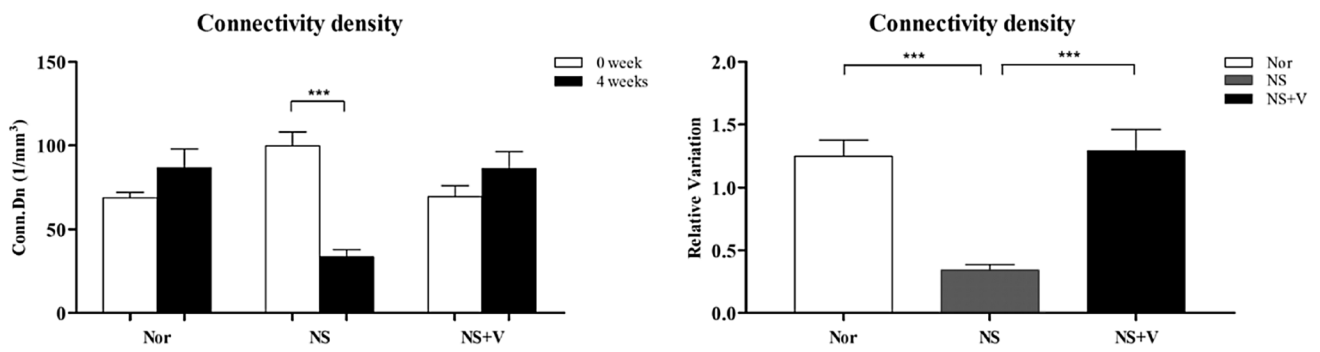 Connectivity density
150
100
50
0
Conn.Dn (1/mm³)
***
0 week
4 weeks
Nor
NS
NS+V
Connectivity density
2.0
1.5
1.0
0.5
0.0
Relative Variation
***
***
Nor
NS
NS+V
Nor
NS
NS+V